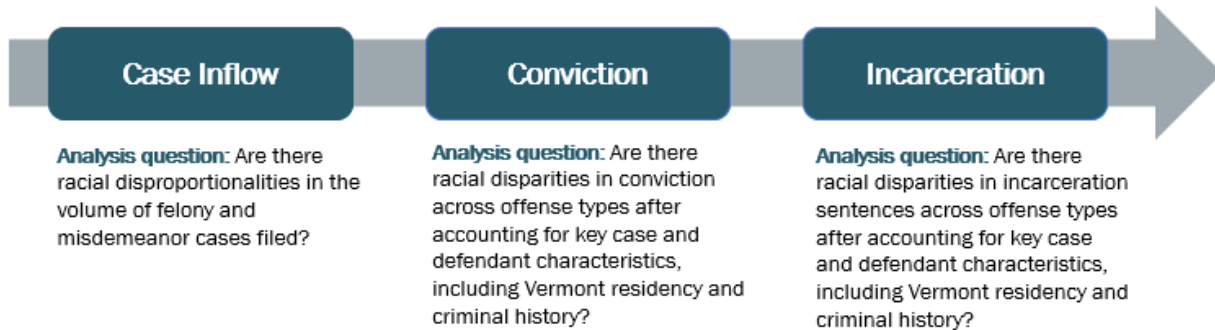 Case Inflow
Conviction
Incarceration
Analysis question: Are there
racial disproportionalities in the
volume of felony and
misdemeanor cases filed?
Analysis question: Are there
racial disparities in conviction
across offense types after
accounting for key case and
defendant characteristics,
including Vermont residency and
criminal history?
Analysis question: Are there
racial disparities in incarceration
sentences across offense types
after accounting for key case
and defendant characteristics,
including Vermont residency and
criminal history?